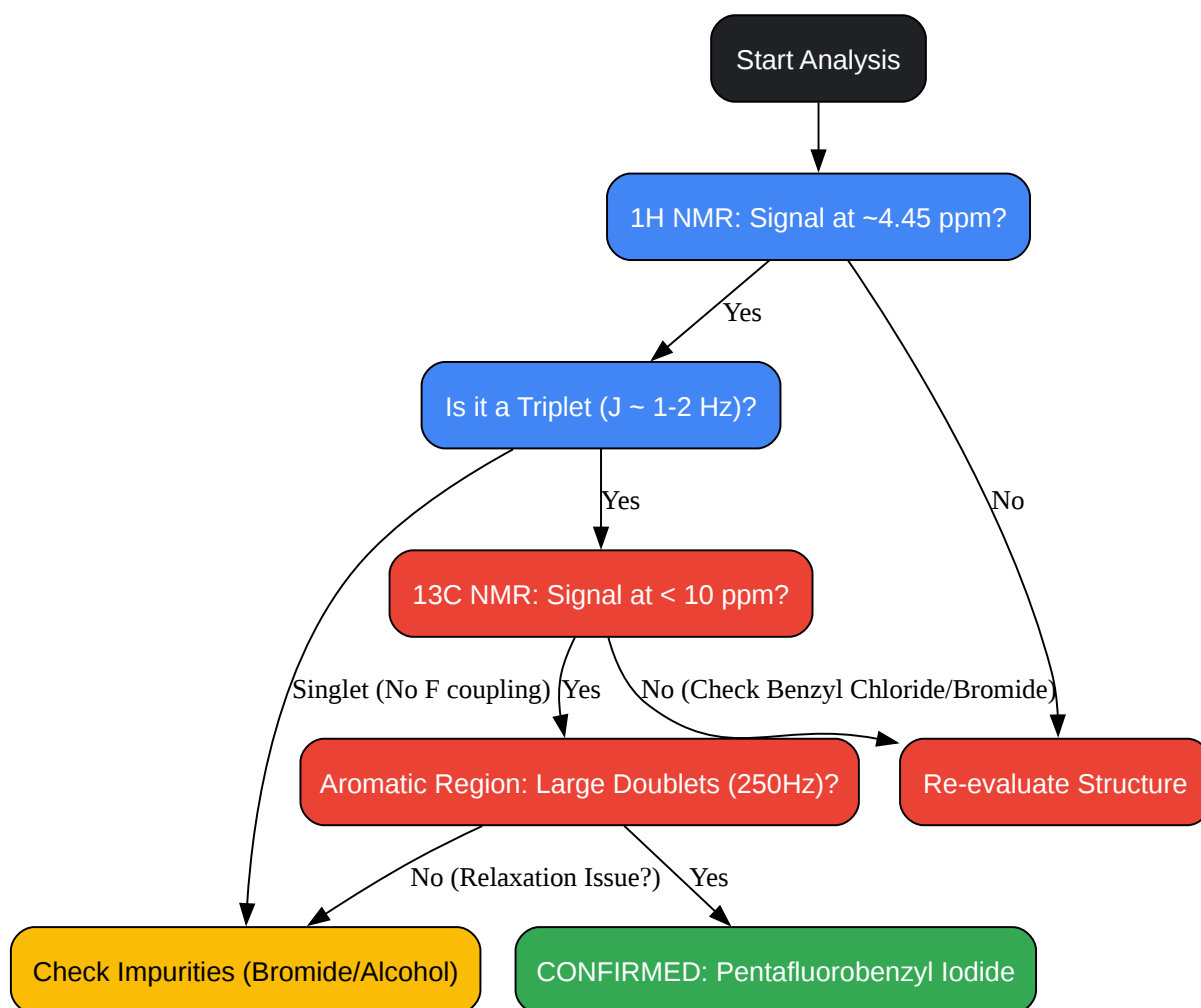 Start Analysis
1H NMR: Signal at ~4.45 ppm?
Yes
Is it a Triplet (J ~ 1-2 Hz)?
Yes
No
13C NMR: Signal at < 10 ppm?
Singlet (No F coupling)
Yes
No (Check Benzyl Chloride/Bromide)
Aromatic Region: Large Doublets (250Hz)?
Re-evaluate Structure
No (Relaxation Issue?)
Yes
Check Impurities (Bromide/Alcohol)
CONFIRMED: Pentafluorobenzyl Iodide